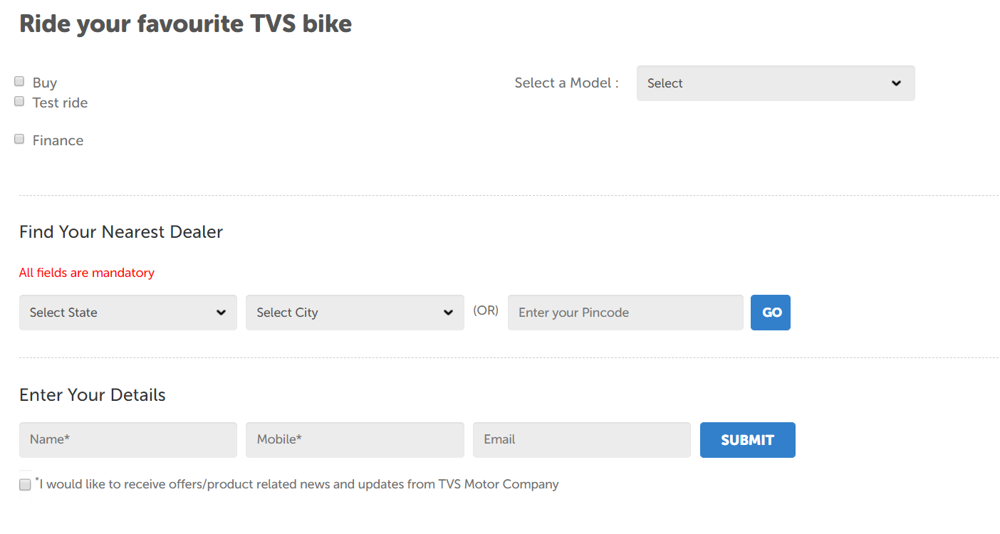 Ride your favourite TVS bike
Buy
Select a Model :
Select
Test ride
Finance
Find Your Nearest Dealer
All fields are mandatory
Select State
Select City
(OR)
Enter your Pincode
GO
Enter Your Details
Name*
Mobile*
Email
SUBMIT
*I would like to receive offers/product related news and updates from TVS Motor Company